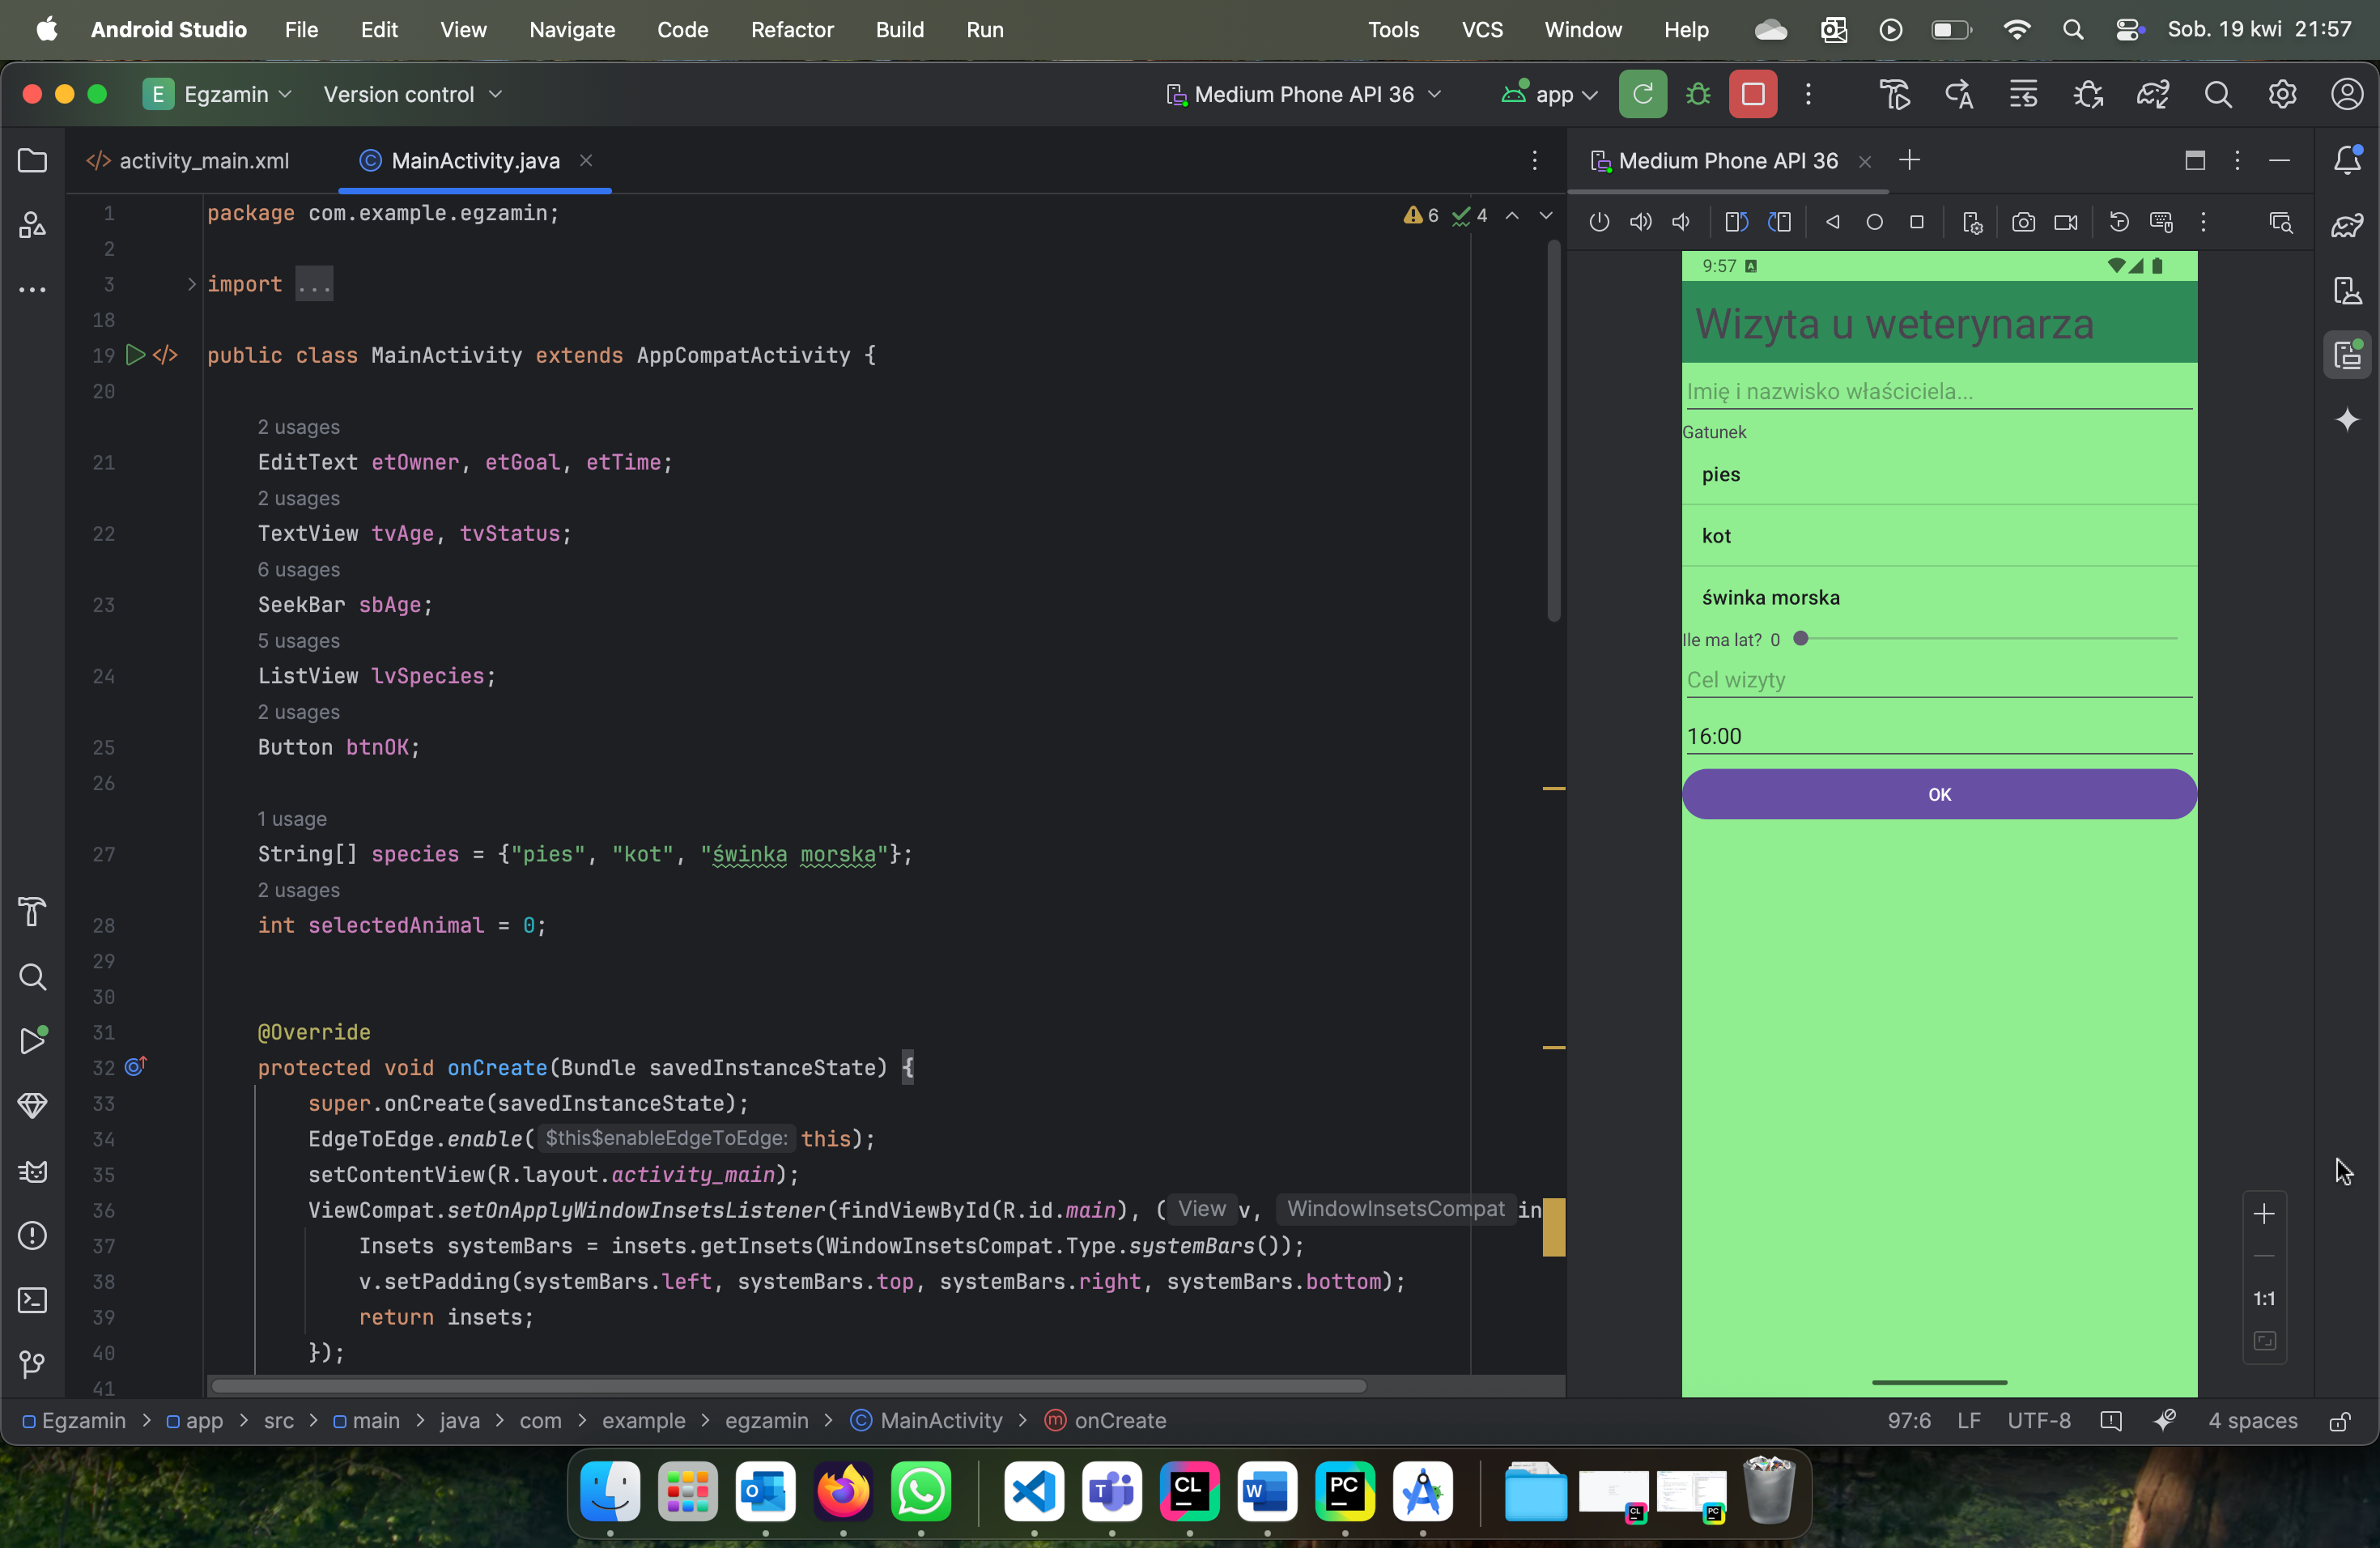 Android Studio File Edit View Navigate Code Refactor Build Run Tools VCS Window Help Sob. 19 kwi 21:57
E Egzamin Version control Medium Phone API 36 app
activity_main.xml MainActivity.java Medium Phone API 36
6 4
1 package com.example.egzamin;
2
3 import ...
18
19 public class MainActivity extends AppCompatActivity {
20
2 usages
21 EditText etOwner, etGoal, etTime;
2 usages
22 TextView tvAge, tvStatus;
6 usages
23 SeekBar sbAge;
5 usages
24 ListView lvSpecies;
2 usages
25 Button btnOK;
26
1 usage
27 String[] species = {"pies", "kot", "świnka morska"};
2 usages
28 int selectedAnimal = 0;
29
30
31 @Override
32 protected void onCreate(Bundle savedInstanceState) {
33 super.onCreate(savedInstanceState);
34 EdgeToEdge.enable( $this$enableEdgeToEdge: this);
35 setContentView(R.layout.activity_main);
36 ViewCompat.setOnApplyWindowInsetsListener(findViewById(R.id.main), ( View v, WindowInsetsCompat in
37 Insets systemBars = insets.getInsets(WindowInsetsCompat.Type.systemBars());
38 v.setPadding(systemBars.left, systemBars.top, systemBars.right, systemBars.bottom);
39 return insets;
40 });
41
9:57
Wizyta u weterynarza
Imię i nazwisko właściciela...
Gatunek
pies
kot
świnka morska
Ile ma lat? 0
Cel wizyty
16:00
OK
1:1
Egzamin app src main java com example egzamin MainActivity onCreate 97:6 LF UTF-8 4 spaces
CL PC